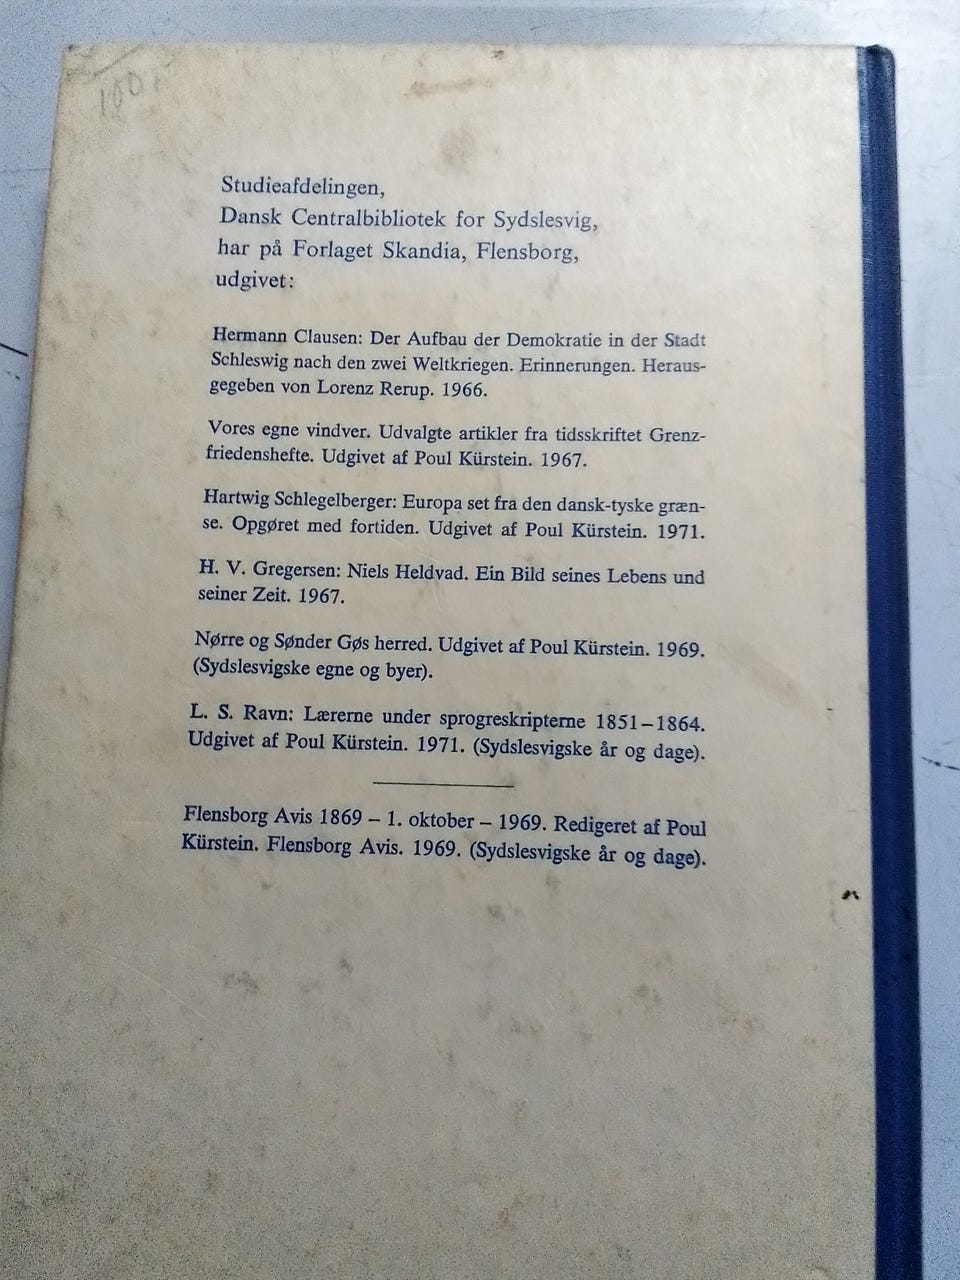 100,
Studieafdelingen,
Dansk Centralbibliotek for Sydslesvig,
har på Forlaget Skandia, Flensborg,
udgivet:
Hermann Clausen: Der Aufbau der Demokratie in der Stadt
Schleswig nach den zwei Weltkriegen. Erinnerungen. Heraus-
gegeben von Lorenz Rerup. 1966.
Vores egne vindver. Udvalgte artikler fra tidsskriftet Grenz-
friedenshefte. Udgivet af Poul Kürstein. 1967.
Hartwig Schlegelberger: Europa set fra den dansk-tyske græn-
se. Opgøret med fortiden. Udgivet af Poul Kürstein. 1971.
H. V. Gregersen: Niels Heldvad. Ein Bild seines Lebens und
seiner Zeit. 1967.
Nørre og Sønder Gøs herred. Udgivet af Poul Kürstein. 1969.
(Sydslesvigske egne og byer).
L. S. Ravn: Lærerne under sprogreskripterne 1851–1864.
Udgivet af Poul Kürstein. 1971. (Sydslesvigske år og dage).
Flensborg Avis 1869 – 1. oktober – 1969. Redigeret af Poul
Kürstein. Flensborg Avis. 1969. (Sydslesvigske år og dage).